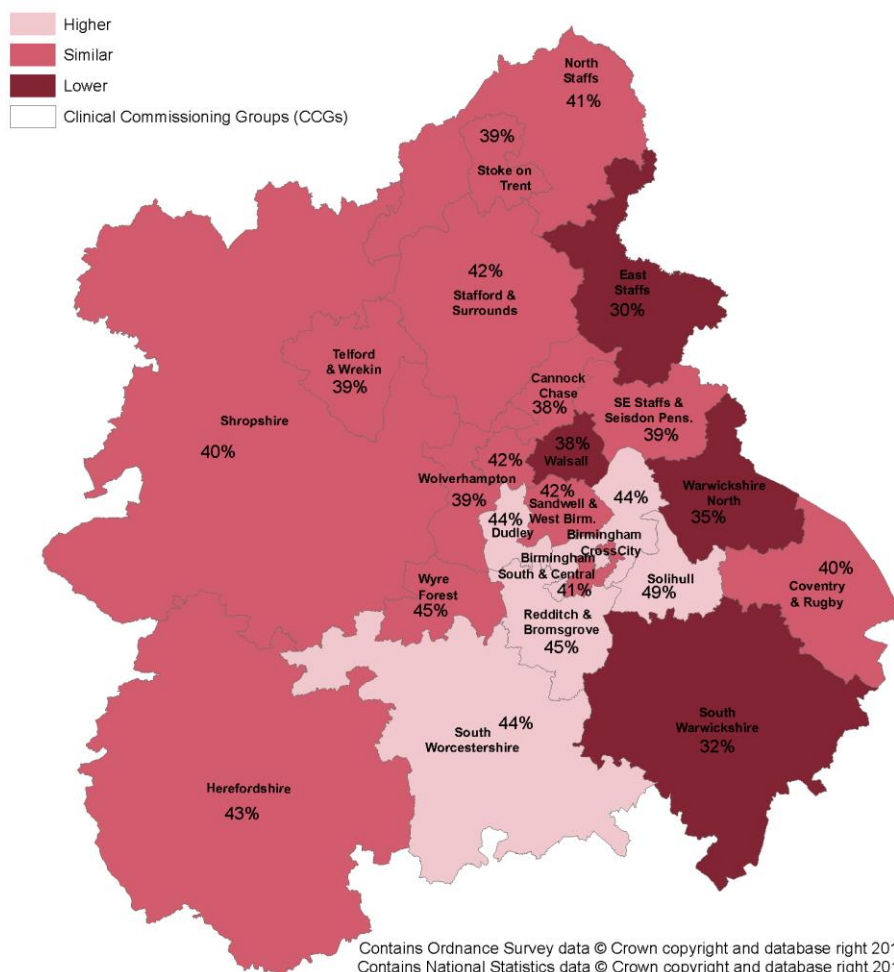 Higher
Similar
Lower
Clinical Commissioning Groups (CCGs)
North
Staffs
41%
39%
Stoke on
Trent
42%
Stafford &
Surrounds
East
Staffs
30%
Telford
& Wrekin
39%
Cannock
Chase
38%
SE Staffs &
Seisdon Pens.
39%
Shropshire
40%
38%
Walsall
42%
Wolverhampton
39%
42%
Sandwell &
West Birm.
44%
Warwickshire
North
35%
44%
Dudley
Birmingham
CrossCity
Birmingham
South & Central
41%
Solihull
49%
40%
Coventry
& Rugby
Wyre
Forest
45%
Redditch &
Bromsgrove
45%
44%
South
Worcestershire
South
Warwickshire
32%
Herefordshire
43%
Contains Ordnance Survey data © Crown copyright and database right
Contains National Statistics data © Crown copyright and database right